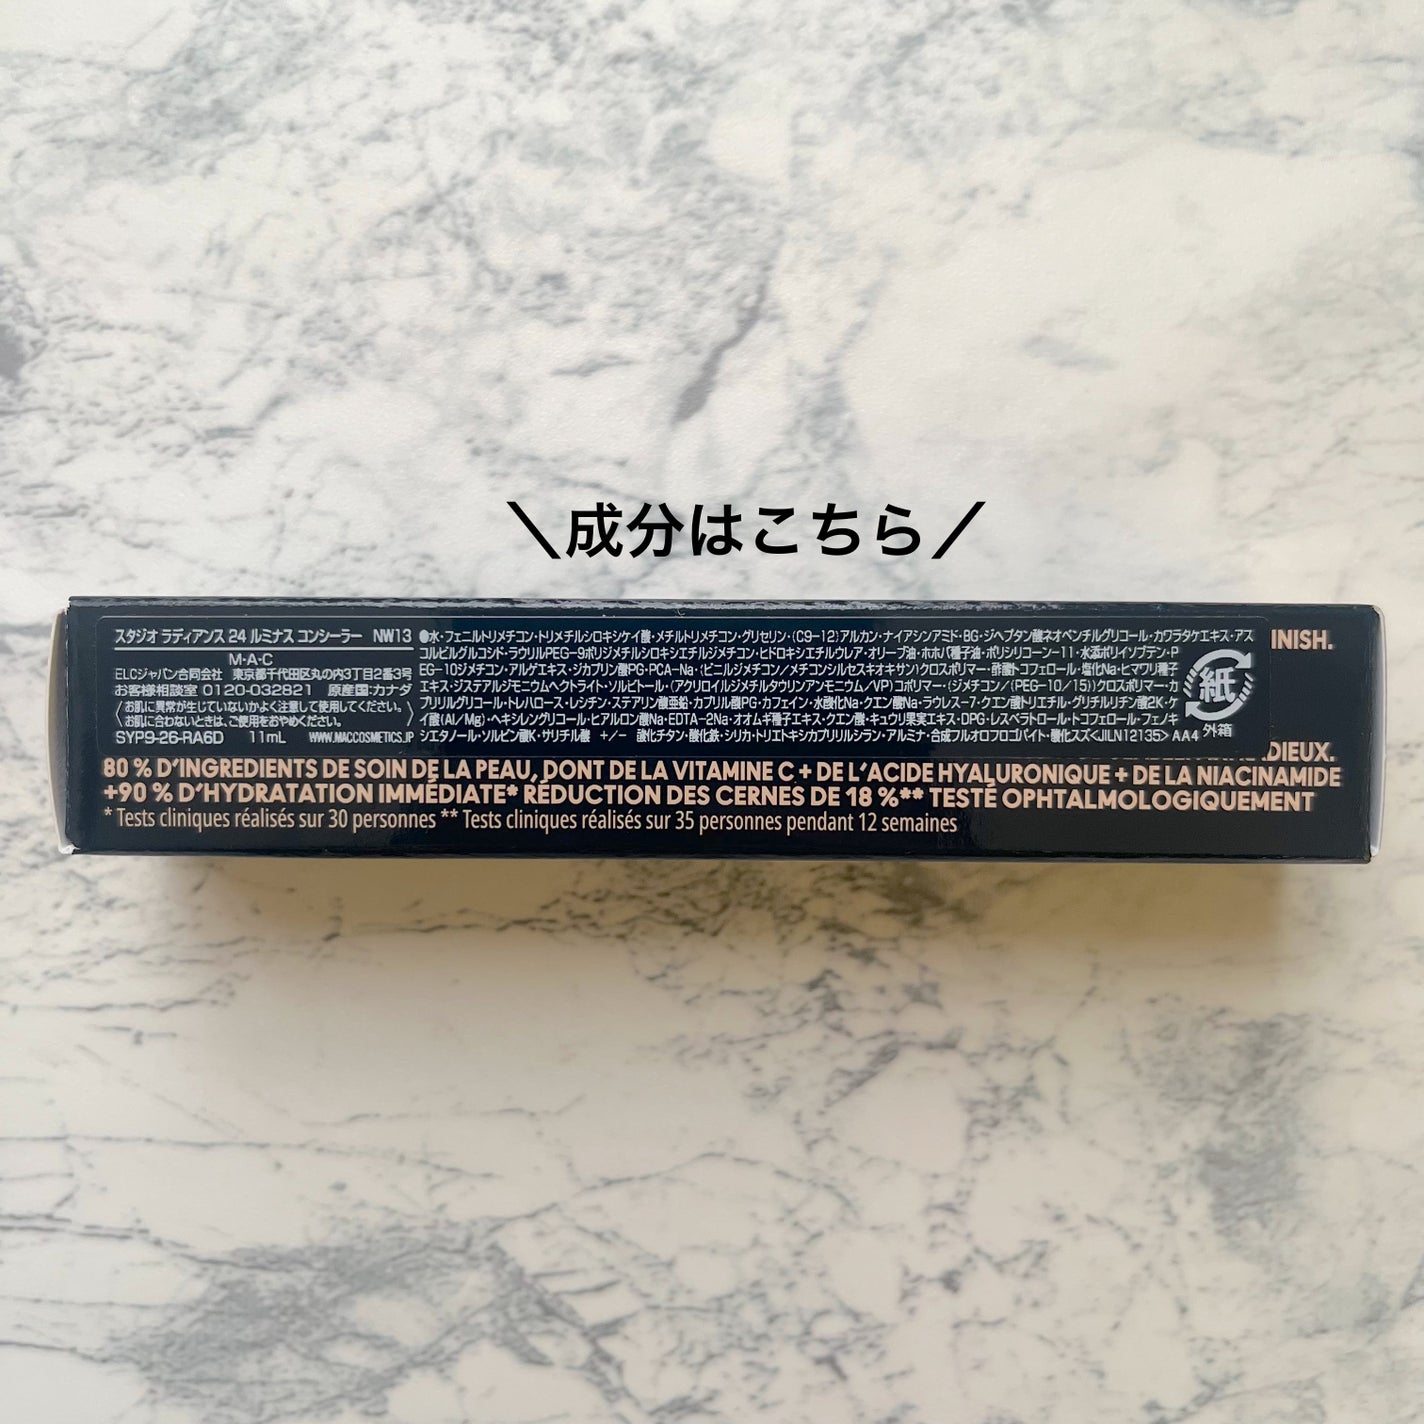 ＼成分はこちら／
スタジオ ラディアンス 24 ルミナス コンシーラー NW13
M・A・C
ELCジャパン合同会社 東京都千代田区丸の内3丁目2番3号
お客様相談室 0120-032821 原産国:カナダ
お肌に異常が生じていないかよく注意して使用してください。
お肌に合わないときは、ご使用をおやめください。
SYP9-26-RA6D 11mL WWW.MACCOSMETICS.JP
●水・フェニルトリメチコン・トリメチルシロキシケイ酸・メチルトリメチコン・グリセリン・(C9-12)アルカン・ナイアシンアミド・BG・ジヘプタン酸ネオペンチルグリコール・カワラタケエキス・アス
コルビルグルコシド・ラウリルPEG-9ポリジメチルシロキシエチルジメチコン・ヒドロキシエチルウレア・オリーブ油・ホホバ種子油・ポリシリコーン-11・水添ポリイソブテン・P
EG-10ジメチコン・アルゲエキス・ジカプリン酸PG・PCA-Na・(ビニルジメチコン/メチコンシルセスキオキサン)クロスポリマー・酢酸トコフェロール・塩化Na・ヒマワリ種子
エキス・ジステアルジモニウムヘクトライト・ソルビトール・(アクリロイルジメチルタウリンアンモニウム/VP)コポリマー・(ジメチコン/(PEG-10/15))クロスポリマー・カ
プリリルグリコール・トレハロース・レシチン・ステアリン酸亜鉛・カプリル酸PG・カフェイン・水酸化Na・クエン酸Na・ラウレス-7・クエン酸トリエチル・グリチルリチン酸2K・ケ
イ酸(Al/Mg)・ヘキシレングリコール・ヒアルロン酸Na・EDTA-2Na・オオムギ種子エキス・クエン酸・キュウリ果実エキス・DPG・レスベラトロール・トコフェロール・フェノキ
シエタノール・ソルビン酸K・サリチル酸 +/- 酸化チタン・酸化鉄・シリカ・トリエトキシカプリリルシラン・アルミナ・合成フルオロフロゴパイト・酸化スズ<JILN12135> AA4
紙
外箱
INISH.
DIEUX.
80 % D'INGREDIENTS DE SOIN DE LA PEAU, DONT DE LA VITAMINE C + DE L'ACIDE HYALURONIQUE + DE LA NIACINAMIDE
+90 % D'HYDRATATION IMMÉDIATE* RÉDUCTION DES CERNES DE 18 %** TESTÉ OPHTALMOLOGIQUEMENT
* Tests cliniques réalisés sur 30 personnes ** Tests cliniques réalisés sur 35 personnes pendant 12 semaines